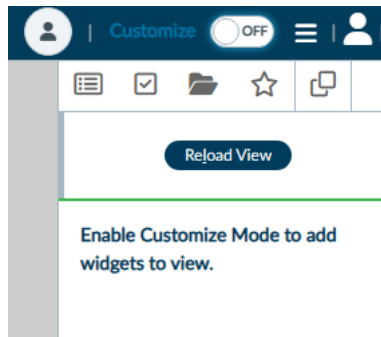 Customize OFF
Reload View
Enable Customize Mode to add
widgets to view.